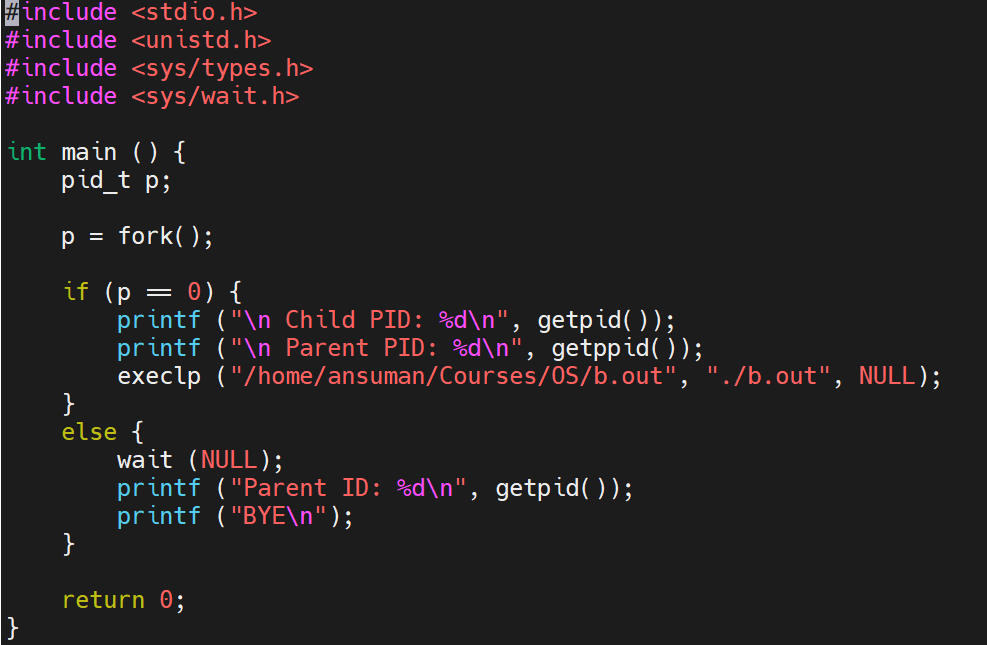 #include <stdio.h>
#include <unistd.h>
#include <sys/types.h>
#include <sys/wait.h>

int main () {
    pid_t p;

    p = fork();

    if (p == 0) {
        printf ("\n Child PID: %d\n", getpid());
        printf ("\n Parent PID: %d\n", getppid());
        execlp ("/home/ansuman/Courses/OS/b.out", "./b.out", NULL);
    }
    else {
        wait (NULL);
        printf ("Parent ID: %d\n", getpid());
        printf ("BYE\n");
    }

    return 0;
}